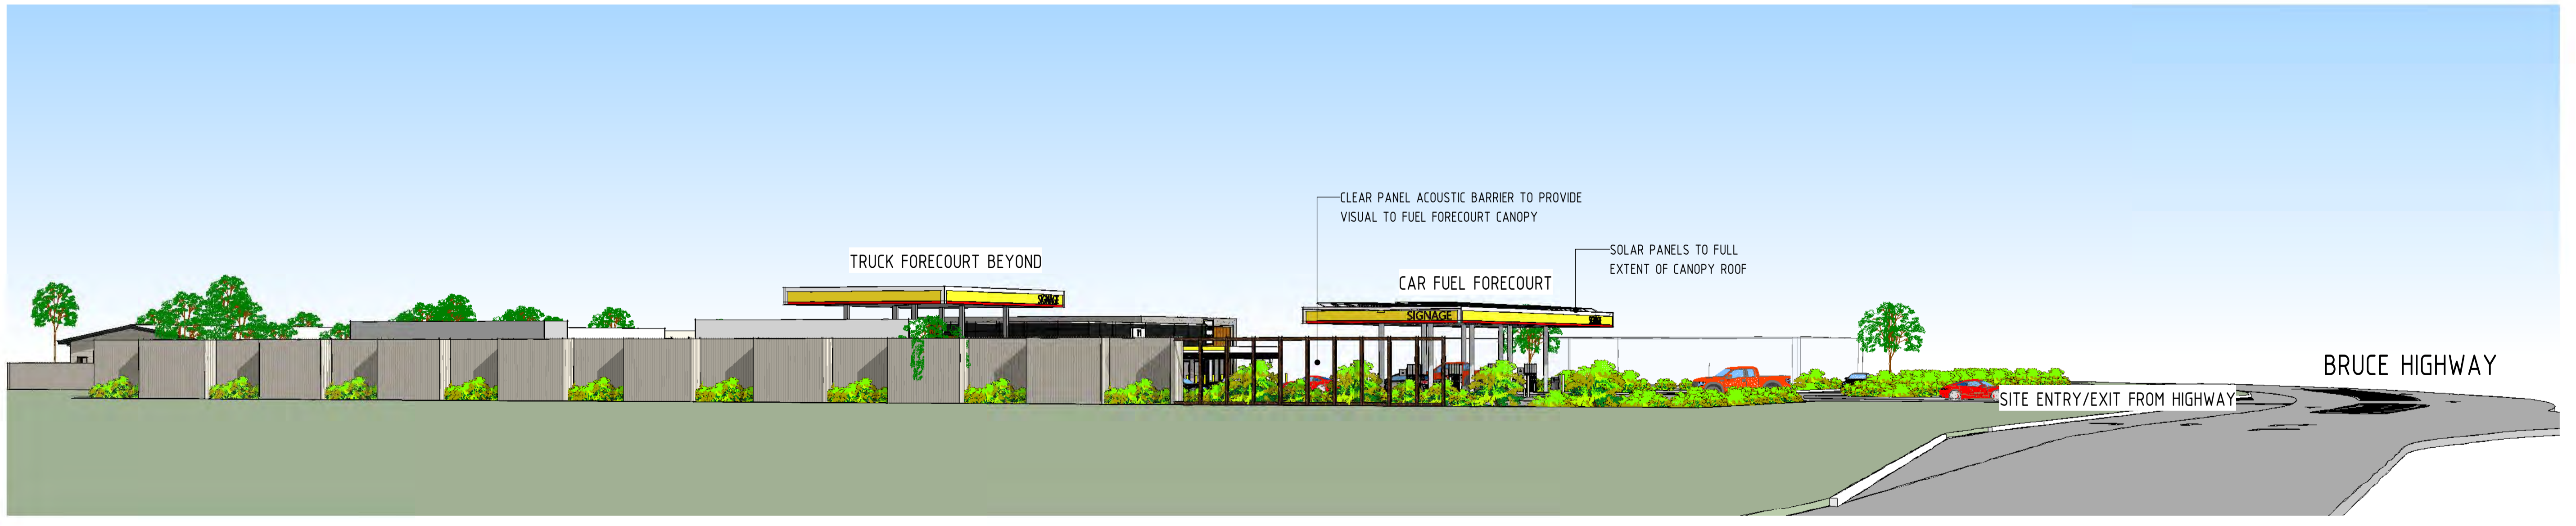 CLEAR PANEL ACOUSTIC BARRIER TO PROVIDE
VISUAL TO FUEL FORECOURT CANOPY
SOLAR PANELS TO FULL
EXTENT OF CANOPY ROOF
TRUCK FORECOURT BEYOND
CAR FUEL FORECOURT
SIGNAGE
SIGNAGE
SIGNAGE
BRUCE HIGHWAY
SITE ENTRY/EXIT FROM HIGHWAY